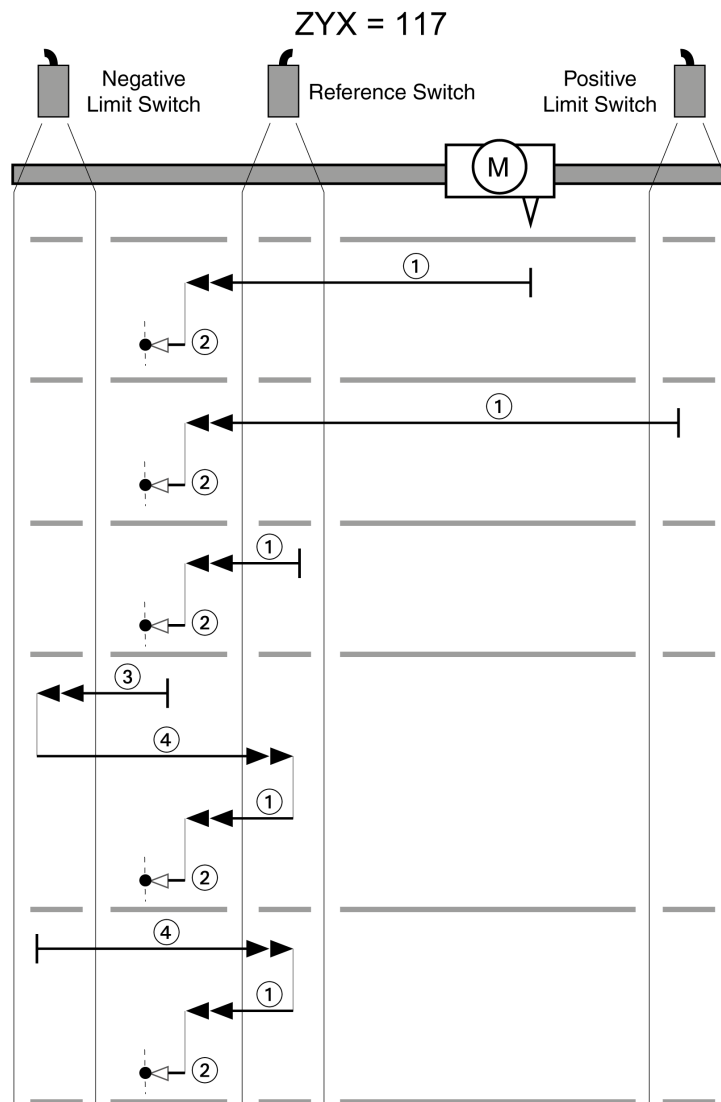 ZYX = 117
Negative
Limit Switch
Reference Switch
Positive
Limit Switch
M
1
2
1
2
1
2
3
4
1
2
4
1
2